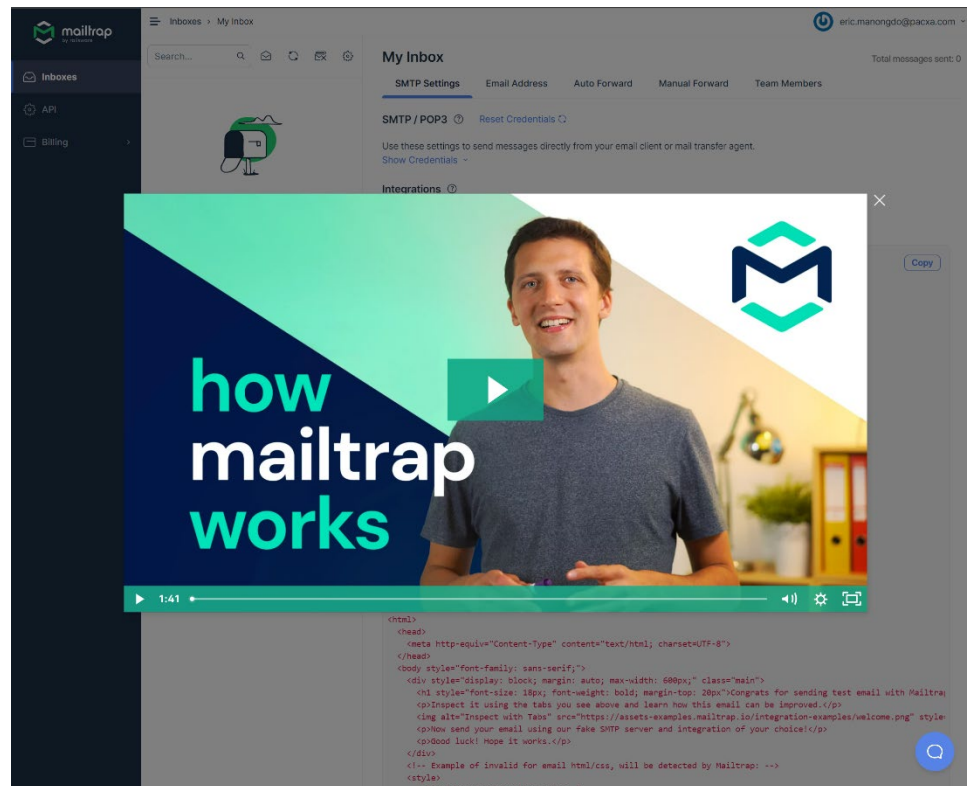 mailtrap
by railsware
Inboxes › My Inbox
eric.manongdo@pacxa.com
Inboxes
API
Billing
Search...
My Inbox
Total messages sent: 0
SMTP Settings
Email Address
Auto Forward
Manual Forward
Team Members
SMTP / POP3
Reset Credentials
Use these settings to send messages directly from your email client or mail transfer agent.
Show Credentials
Integrations
Copy
how
mailtrap
works
1:41
<html>
<head>
<meta http-equiv="Content-Type" content="text/html; charset=UTF-8">
</head>
<body style="font-family: sans-serif;">
<div style="display: block; margin: auto; max-width: 600px;" class="main">
<h1 style="font-size: 18px; font-weight: bold; margin-top: 20px">Congrats for sending test email with Mailtrap
<p>Inspect it using the tabs you see above and learn how this email can be improved.</p>
<img alt="Inspect with Tabs" src="https://assets-examples.mailtrap.io/integration-examples/welcome.png" style=
<p>Now send your email using our fake SMTP server and integration of your choice!</p>
<p>Good luck! Hope it works.</p>
</div>
<!-- Example of invalid for email html/css, will be detected by Mailtrap: -->
<style>